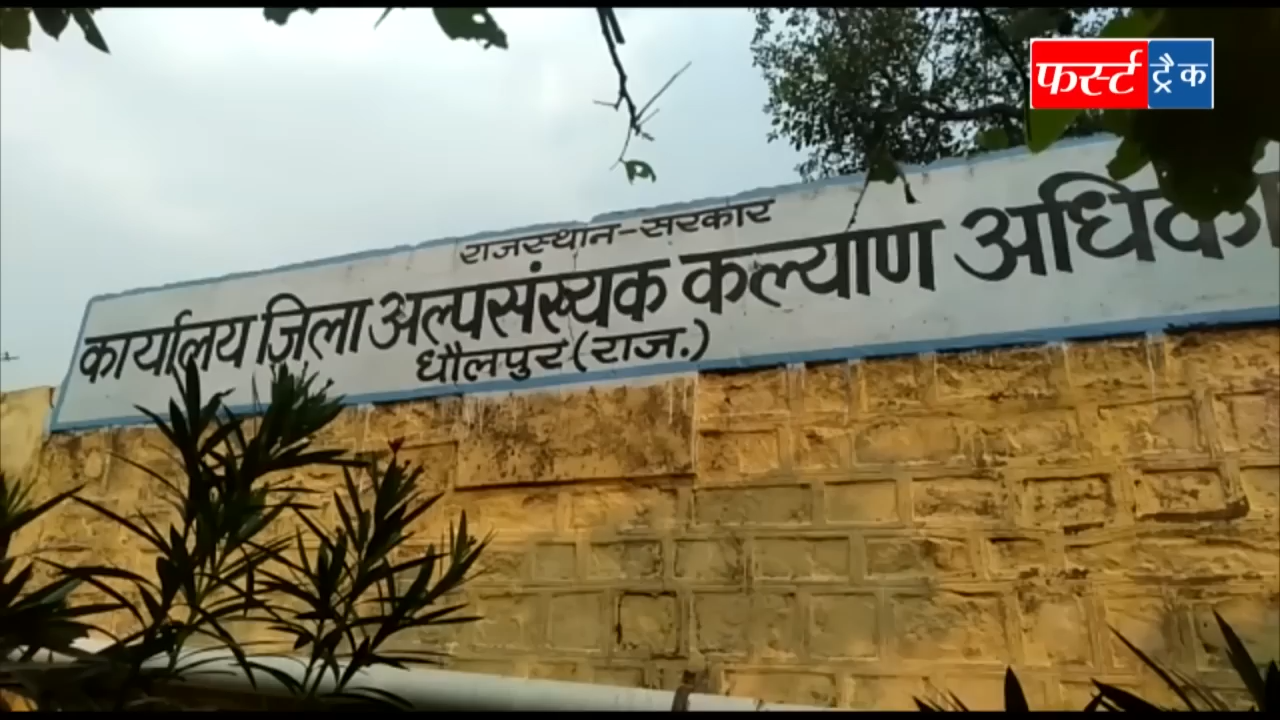 फर्स्ट ट्रैक
राजस्थान-सरकार
कार्यालय जिला अल्पसंख्यक कल्याण
धौलपुर (राज.)